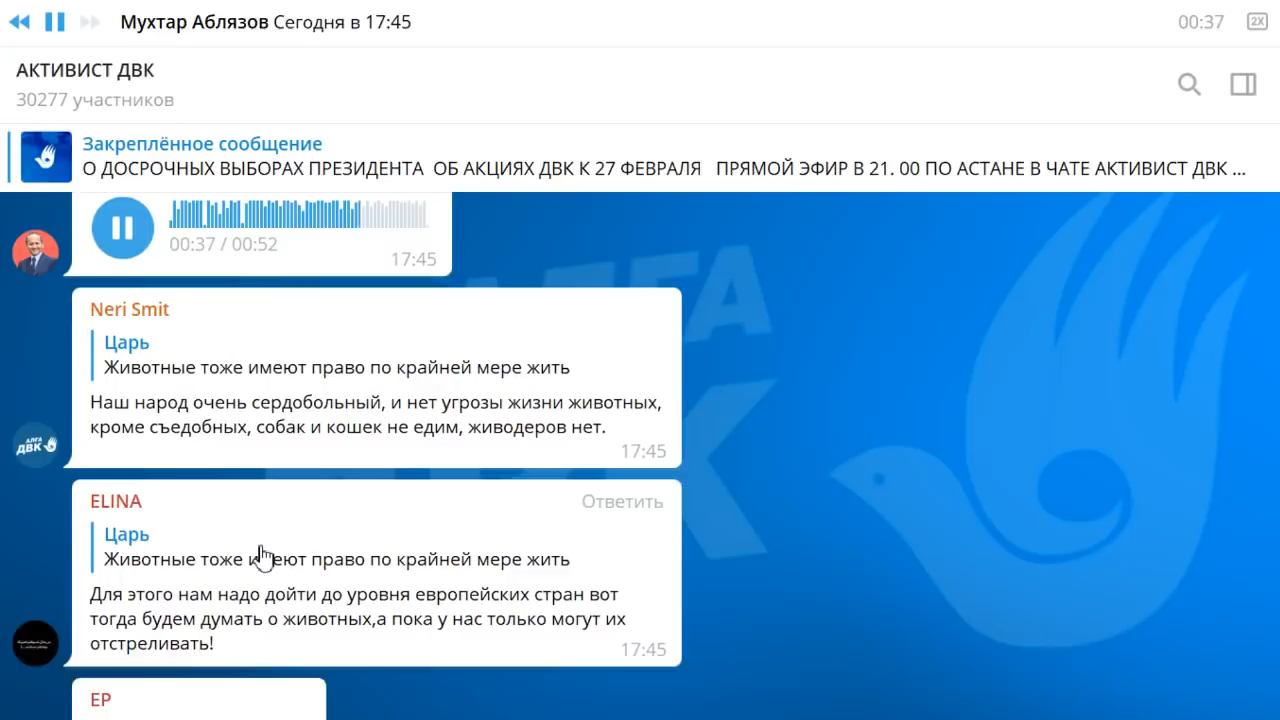 Мухтар Аблязов Сегодня в 17:45
00:37
2X
АКТИВИСТ ДВК
30277 участников
Закреплённое сообщение
О ДОСРОЧНЫХ ВЫБОРАХ ПРЕЗИДЕНТА ОБ АКЦИЯХ ДВК К 27 ФЕВРАЛЯ ПРЯМОЙ ЭФИР В 21. 00 ПО АСТАНЕ В ЧАТЕ АКТИВИСТ ДВК ...
00:37 / 00:52
17:45
АЛГА
ДВК
Neri Smit
Царь
Животные тоже имеют право по крайней мере жить
Наш народ очень сердобольный, и нет угрозы жизни животных,
кроме съедобных, собак и кошек не едим, живодеров нет.
17:45
АЛГА
ДВК
ELINA
Ответить
Царь
Животные тоже имеют право по крайней мере жить
Для этого нам надо дойти до уровня европейских стран вот
тогда будем думать о животных,а пока у нас только могут их
отстреливать!
17:45
EP